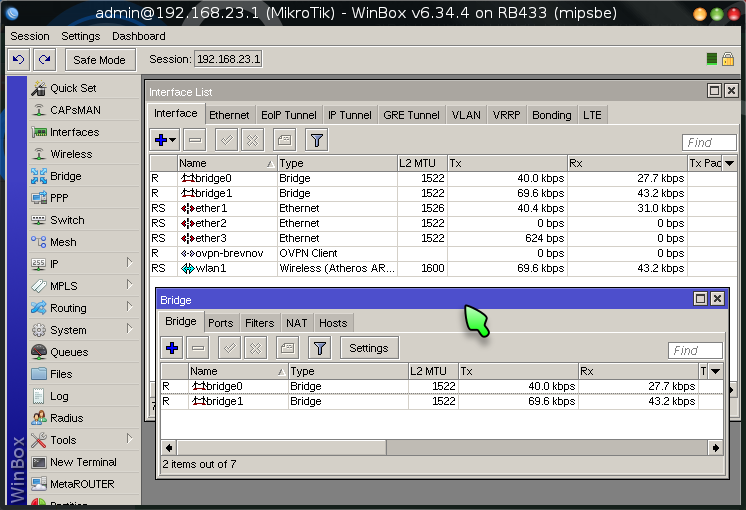 admin@192.168.23.1 (MikroTik) - WinBox v6.34.4 on RB433 (mipsbe)
Session Settings Dashboard
Safe Mode Session: 192.168.23.1
Quick Set
CAPsMAN
Interfaces
Wireless
Bridge
PPP
Switch
Mesh
IP
MPLS
Routing
System
Queues
Files
Log
Radius
Tools
New Terminal
MetaROUTER
Partition
WinBox
Interface List
Interface Ethernet EoIP Tunnel IP Tunnel GRE Tunnel VLAN VRRP Bonding LTE
Find
Name Type L2 MTU Tx Rx Tx Pac
R bridge0 Bridge 1522 40.0 kbps 27.7 kbps
R bridge1 Bridge 1522 69.6 kbps 43.2 kbps
RS ether1 Ethernet 1526 40.4 kbps 31.0 kbps
RS ether2 Ethernet 1522 0 bps 0 bps
RS ether3 Ethernet 1522 624 bps 0 bps
R ovpn-brevnov OVPN Client 0 bps 0 bps
RS wlan1 Wireless (Atheros AR... 1600 69.6 kbps 43.2 kbps
Bridge
Bridge Ports Filters NAT Hosts
Settings Find
Name Type L2 MTU Tx Rx T
R bridge0 Bridge 1522 40.0 kbps 27.7 kbps
R bridge1 Bridge 1522 69.6 kbps 43.2 kbps
2 items out of 7